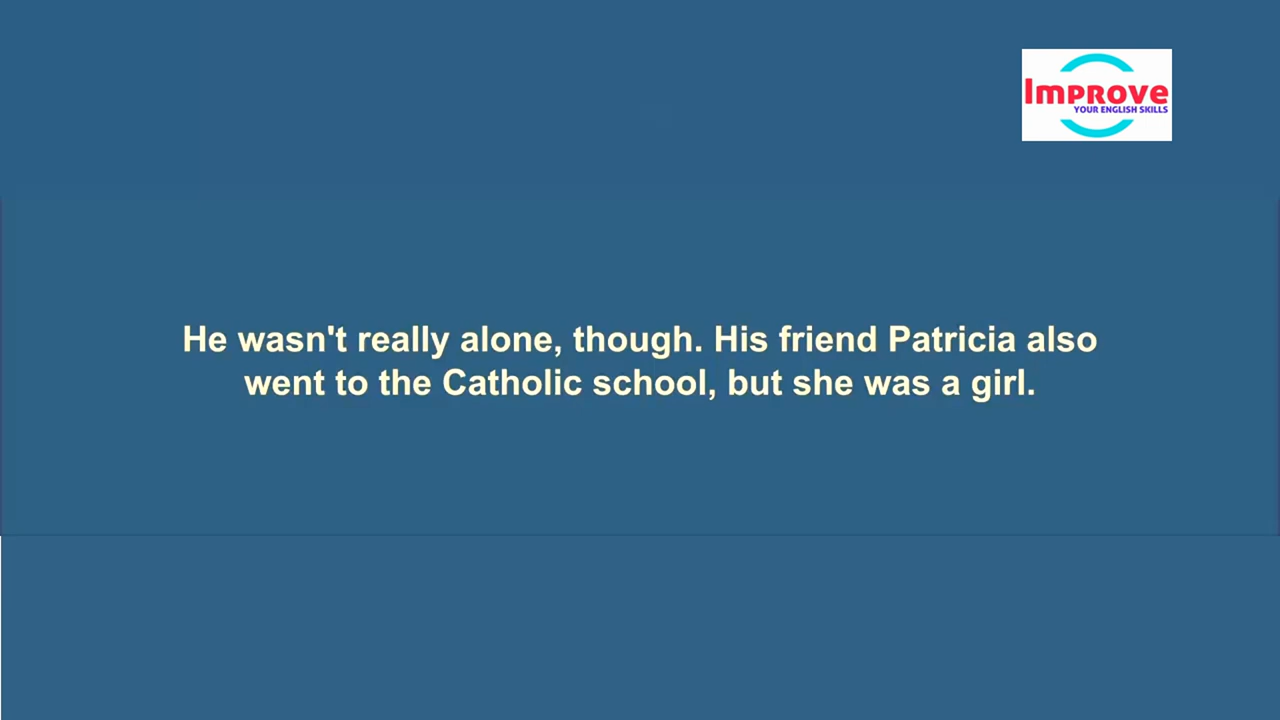 Improve
YOUR ENGLISH SKILLS
He wasn't really alone, though. His friend Patricia also
went to the Catholic school, but she was a girl.